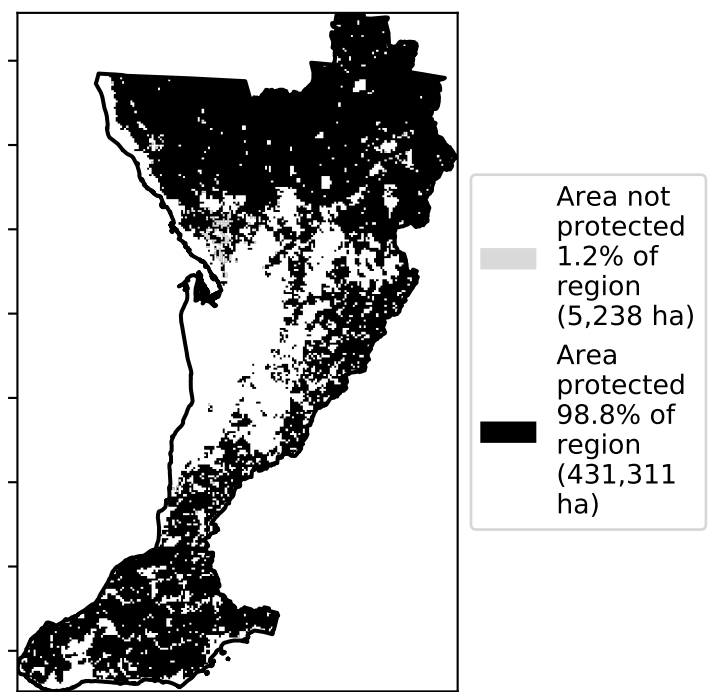 Area not
protected
1.2% of
region
(5,238 ha)
Area
protected
98.8% of
region
(431,311
ha)